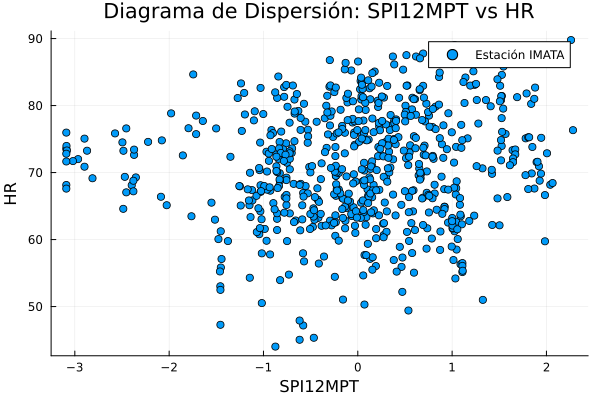 Diagrama de Dispersión: SPI12MPT vs HR
90
Estación IMATA
80
70
HR
60
50
−3 −2 −1 0 1 2
SPI12MPT